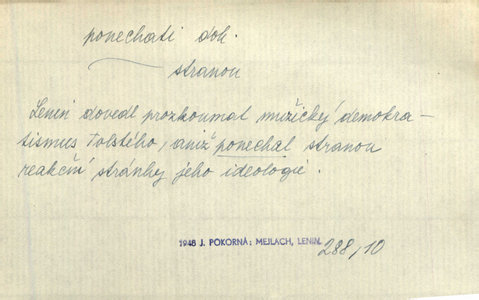 ponechati dok.
stranou
Lenin dovedl prozkoumat mužický demokra-
tismus Tolstého, aniž ponechal stranou
reakční stránky jeho ideologie.
1948 J. POKORNÁ: MEJLACH, LENIN.
288,10